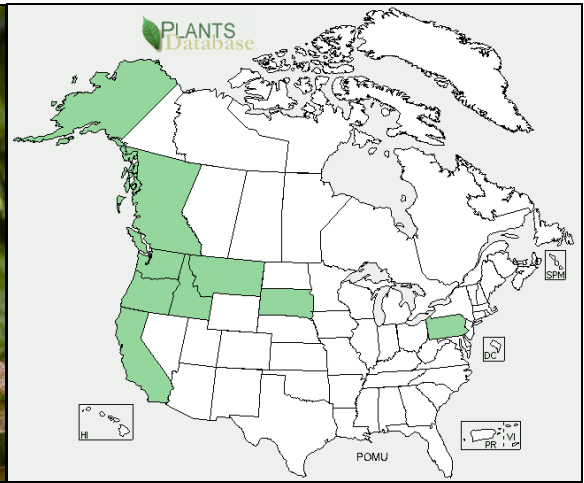 PLANTS
Database
SPM
DC
HI
PR
VI
POMU